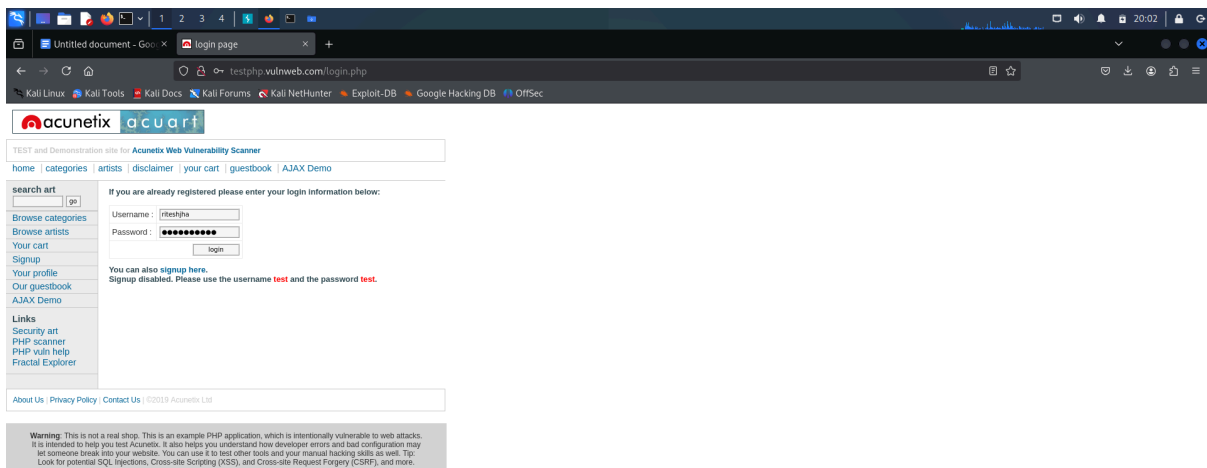 1 2 3 4
20:02
Untitled document - Goo
login page
testphp.vulnweb.com/login.php
Kali Linux Kali Tools Kali Docs Kali Forums Kali NetHunter Exploit-DB Google Hacking DB OffSec
acunetix acuart
TEST and Demonstration site for Acunetix Web Vulnerability Scanner
home | categories | artists | disclaimer | your cart | guestbook | AJAX Demo
search art
go
Browse categories
Browse artists
Your cart
Signup
Your profile
Our guestbook
AJAX Demo
Links
Security art
PHP scanner
PHP vuln help
Fractal Explorer
If you are already registered please enter your login information below:
Username : riteshjha
Password : ●●●●●●●●●●
login
You can also signup here.
Signup disabled. Please use the username test and the password test.
About Us | Privacy Policy | Contact Us | ©2019 Acunetix Ltd
Warning: This is not a real shop. This is an example PHP application, which is intentionally vulnerable to web attacks.
It is intended to help you test Acunetix. It also helps you understand how developer errors and bad configuration may
let someone break into your website. You can use it to test other tools and your manual hacking skills as well. Tip:
Look for potential SQL Injections, Cross-site Scripting (XSS), and Cross-site Request Forgery (CSRF), and more.